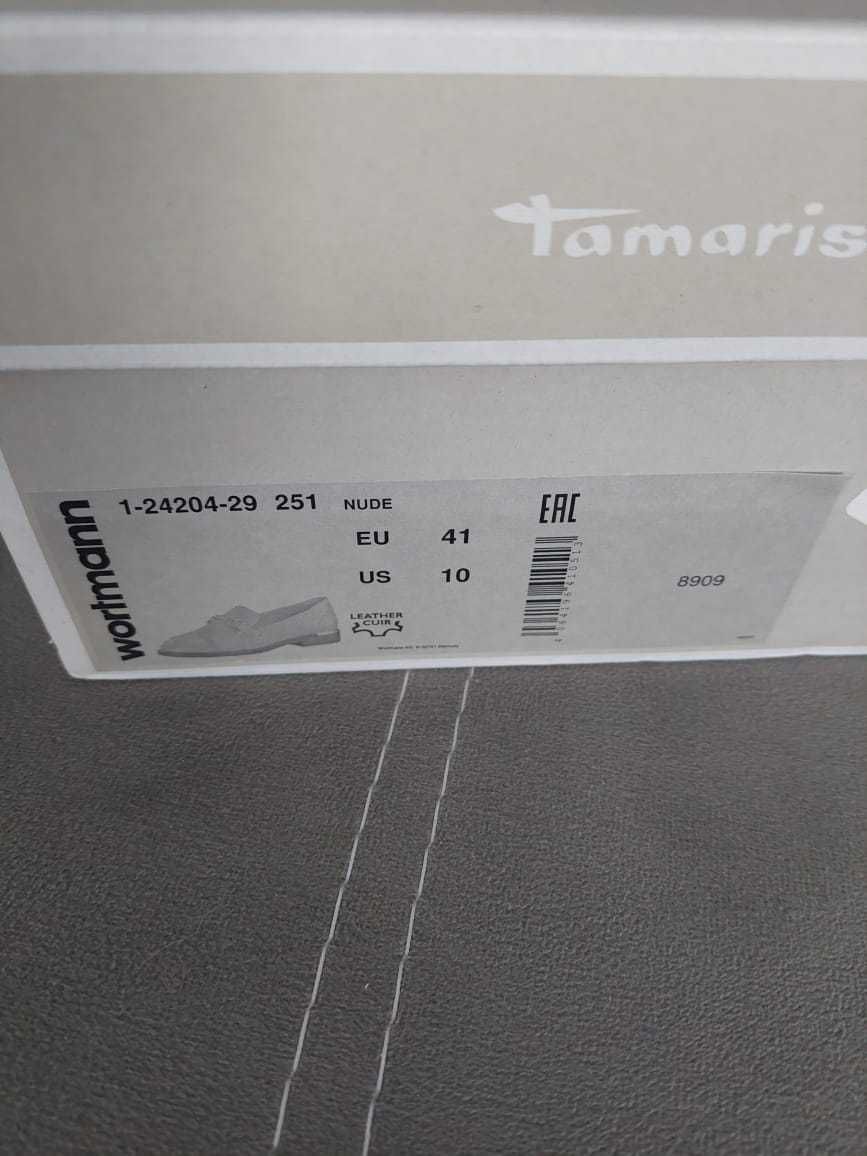 Tamaris
wortmann
1-24204-29 251 NUDE
EU 41
US 10
LEATHER
CUIR
EAC
8909